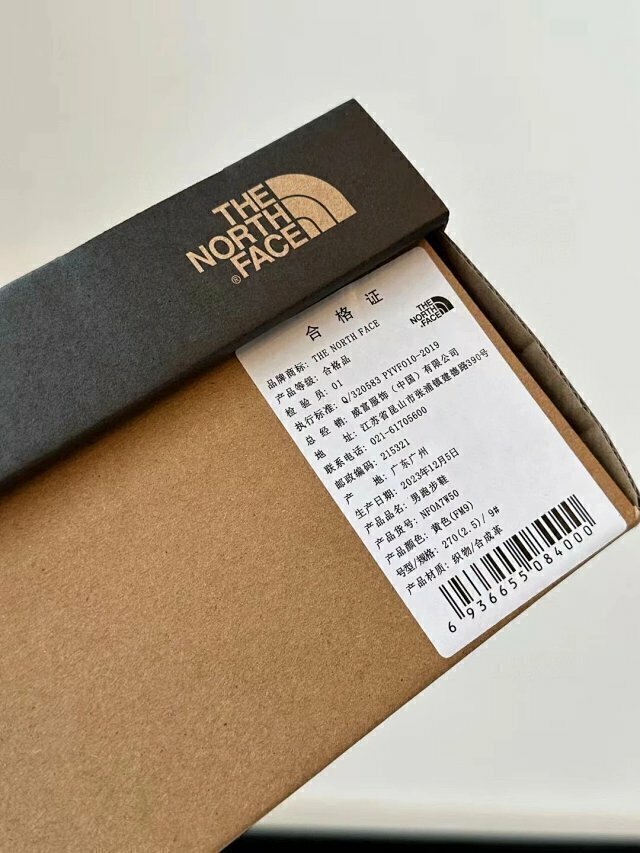 THE
NORTH
FACE
®
合格证
THE
NORTH
FACE
品牌商标: THE NORTH FACE
产品等级: 合格品
检验员: 01
执行标准: Q/320583 PYVF010-2019
总经销: 威富服饰（中国）有限公司
地址: 江苏省昆山市张浦镇建德路390号
联系电话: 021-61705600
邮政编码: 215321
产地: 广东广州
生产日期: 2023年12月5日
产品品名: 男跑步鞋
产品货号: NF0A7W50
产品颜色: 黄色(FM9)
号型/规格: 270(2.5)/9#
产品材质: 织物/合成革
6 936655 084000